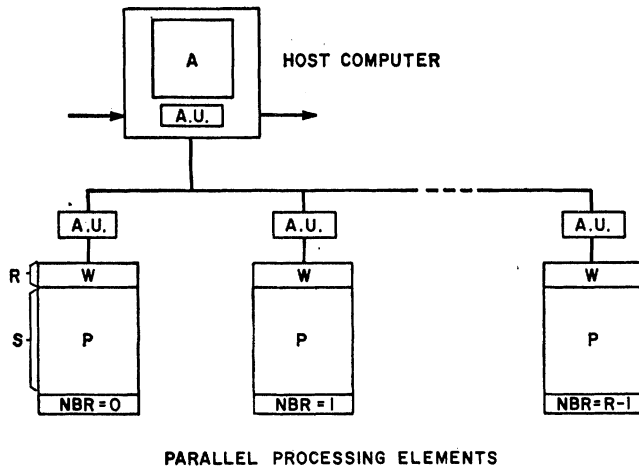 A
HOST COMPUTER
A.U.
A.U.
A.U.
A.U.
R
W
W
W
S
P
P
P
NBR=0
NBR=1
NBR=R-1
PARALLEL PROCESSING ELEMENTS